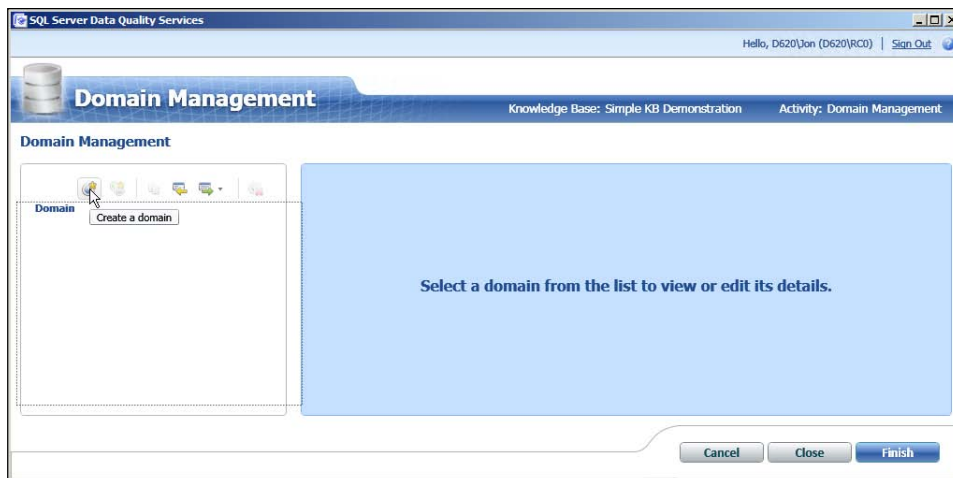 SQL Server Data Quality Services
Hello, D620\Jon (D620\RC0) | Sign Out
Domain Management
Knowledge Base: Simple KB Demonstration Activity: Domain Management
Domain Management
Domain
Create a domain
Select a domain from the list to view or edit its details.
Cancel Close Finish